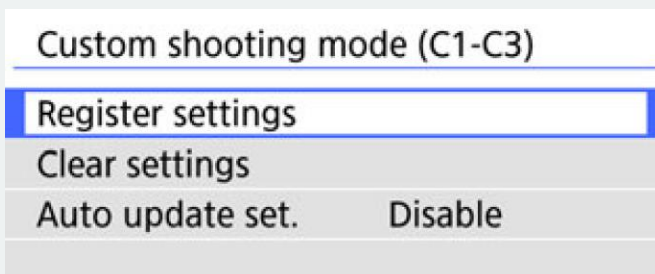 Custom shooting mode (C1-C3)
Register settings
Clear settings
Auto update set. Disable